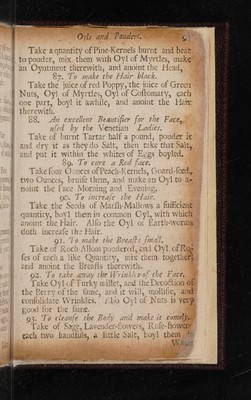 Oyls and Pouders.
Take a quantity of Pine-Kernels burnt and beat
to pouder, mix them with Oyl of Myrtles, make
an Oyntment therewith, and anoint the Head,
87. To make the Hair black.
Take the juice of red Poppy, the juice of Green
Nuts, Oyl of Myrtles, Oyl of Costomary, each
one part, boyl it awhile, and anoint the Hair
therewith.
88. An excellent Beautifier for the Face,
used by the Venetian Ladies.
Take of burnt Tartar half a pound, pouder it
and dry it as they do Salt, then take that Salt,
and put it within the whites of Eggs boyled.
89. To cure a Red face.
Take four Ounces of Peach-Kernels, Gourd-seed,
two Ounces, bruise them, and make an Oyl to a-
noint the face Morning and Evening.
90. To increase the Hair.
Take the Seeds of Marsh-Mallows a sufficient
quantity, boyl them in common Oyl, with which
anoint the Hair. Also the Oyl of Earth-worms
doth increase the Hair.
91. To make the Breasts small.
Take of Roch-Allom poudered, and Oyl of Ro-
ses of each a like Quantity, mix them together,
and anoint the Breasts therewith.
92. To take away the Wrinkles of the Face.
Take Oyl of Turky millet, and the Decoction of
the Berry of the same, and it will, mollifie, and
consolidate Wrinkles. Also Oyl of Nuts is very
good for the same.
93. To cleanse the Body and make it comely.
Take of Sage, Lavender-flowers, Rose-flowers
each two handfuls, a little Salt, boyl them